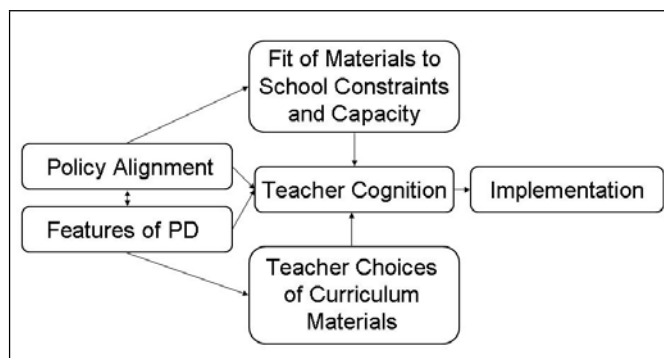 Fit of Materials to
School Constraints
and Capacity
Policy Alignment
Teacher Cognition
Implementation
Features of PD
Teacher Choices
of Curriculum
Materials